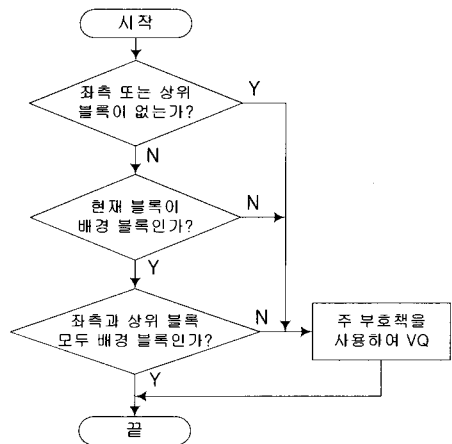 시작
좌측 또는 상위
블록이 없는가?
Y
N
현재 블록이
배경 블록인가?
N
Y
좌측과 상위 블록
모두 배경 블록인가?
N
주 부호책을
사용하여 VQ
Y
끝